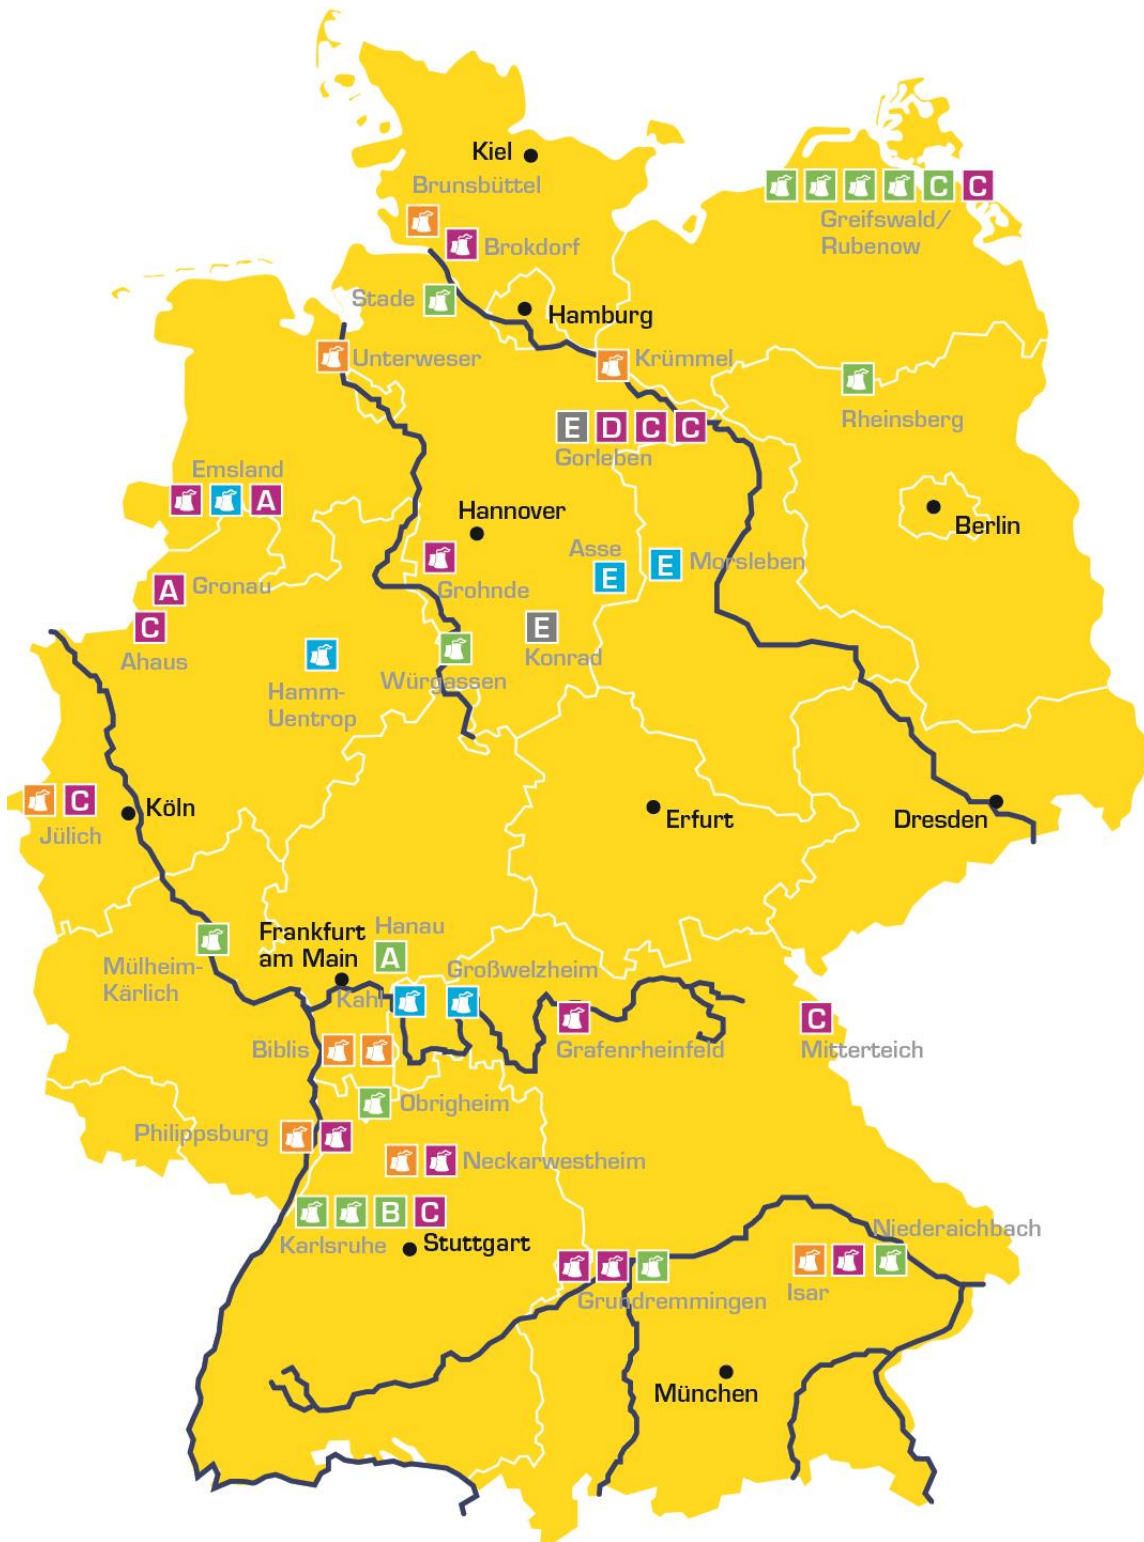 Kiel
Brunsbüttel
Brokdorf
C C
Greifswald/
Rubenow
Stade
Hamburg
Unterweser
Krümmel
Rheinsberg
E D C C
Gorleben
Emsland
A
Hannover
Berlin
Asse
E
E
Morsleben
Grohnde
A
Gronau
C
Ahaus
E
Konrad
Hamm-
Uentrop
Würgassen
C
Jülich
Köln
Erfurt
Dresden
Mülheim-
Kärlich
Frankfurt
am Main
Hanau
A
Kahl
Großwelzheim
Grafenrheinfeld
C
Mitterteich
Biblis
Obrigheim
Philippsburg
Neckarwestheim
B C
Karlsruhe
Stuttgart
Niederaichbach
Isar
Grundremmingen
München